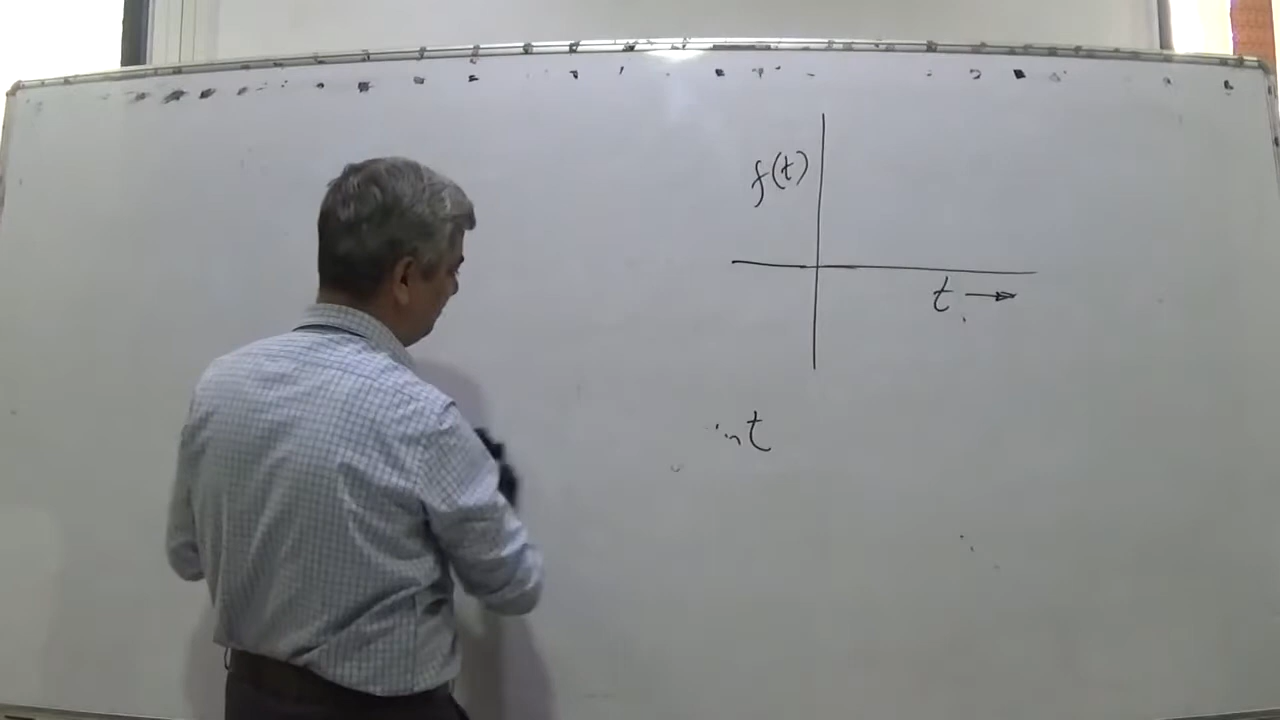 f(t)
t →
t